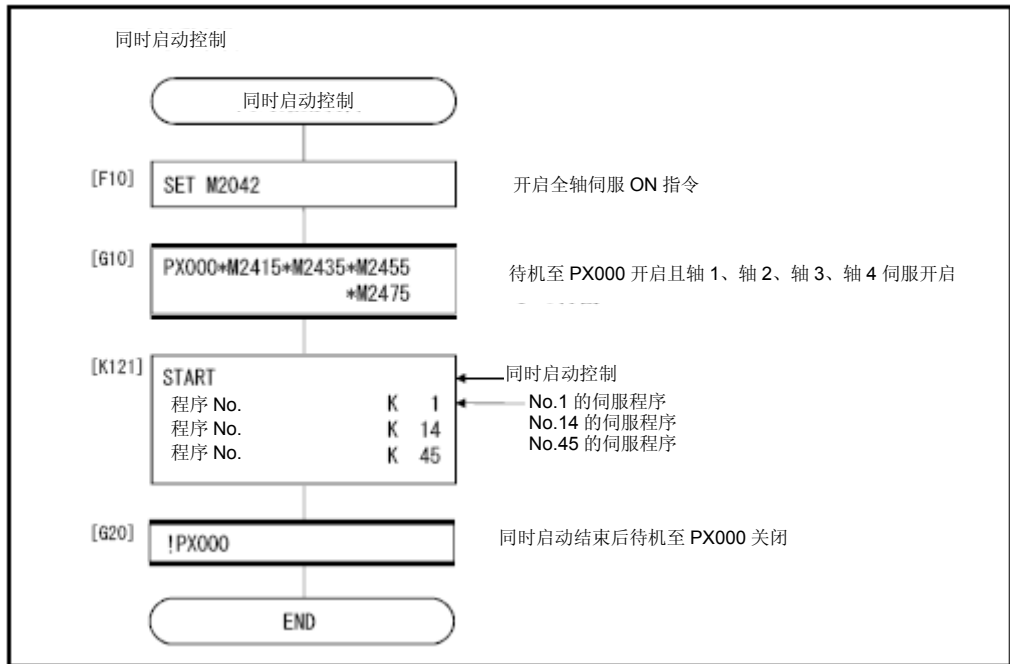 同时启动控制
同时启动控制
[F10] SET M2042 开启全轴伺服 ON 指令
[G10] PX000*M2415*M2435*M2455
*M2475
待机至 PX000 开启且轴 1、轴 2、轴 3、轴 4 伺服开启
[K121] START
同时启动控制
程序 No. K 1 No.1 的伺服程序
程序 No. K 14 No.14 的伺服程序
程序 No. K 45 No.45 的伺服程序
[G20] !PX000 同时启动结束后待机至 PX000 关闭
END